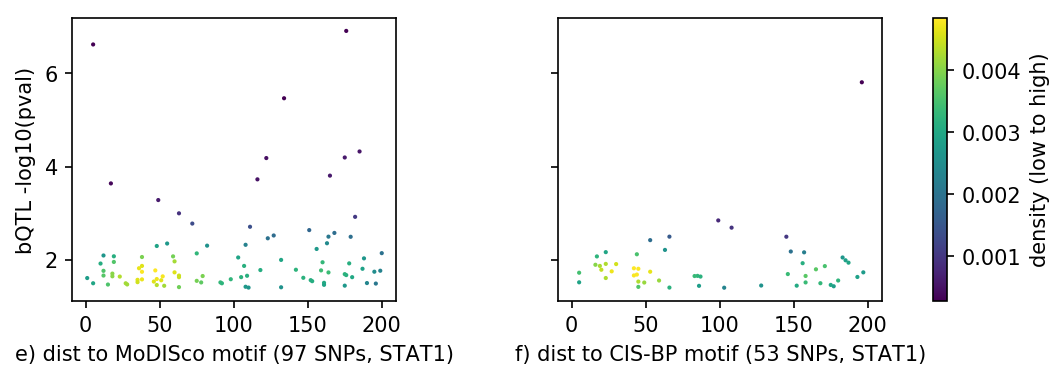 bQTL -log10(pval)
6
4
2
0 50 100 150 200
e) dist to MoDISco motif (97 SNPs, STAT1)
0 50 100 150 200
f) dist to CIS-BP motif (53 SNPs, STAT1)
0.004
0.003
0.002
0.001
density (low to high)